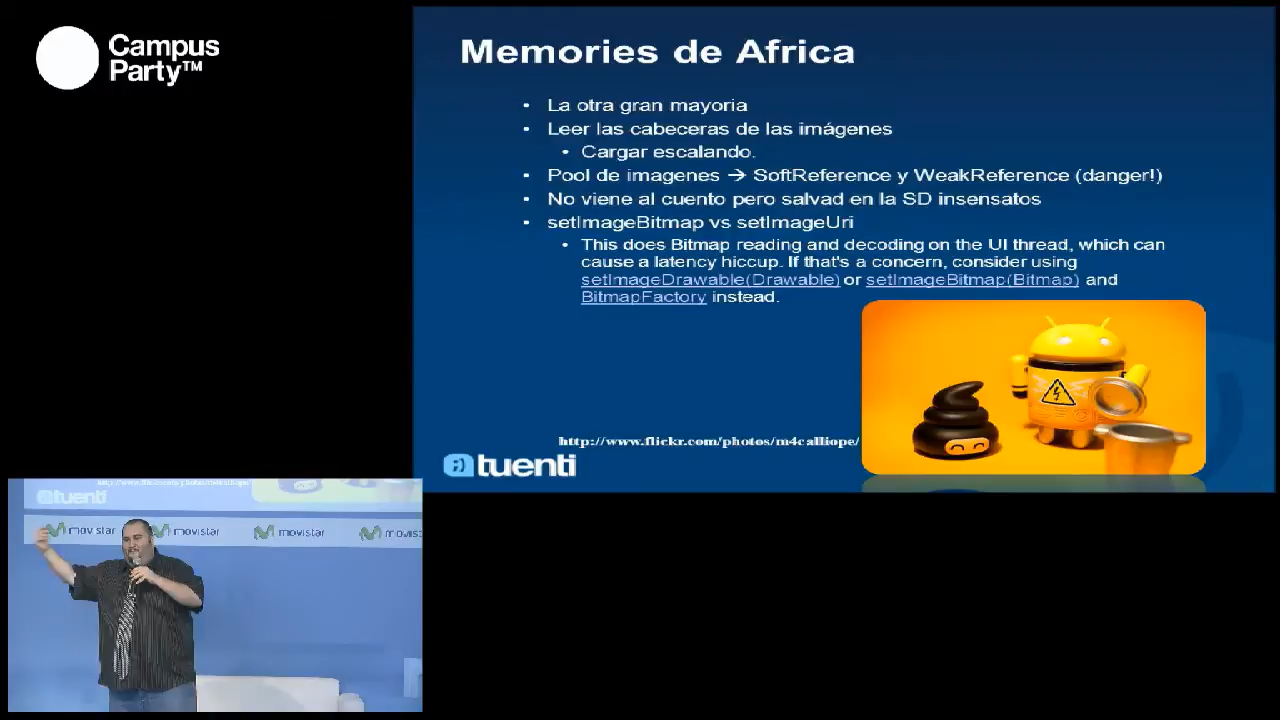 Campus
Party™
Memories de Africa
• La otra gran mayoria
• Leer las cabeceras de las imágenes
• Cargar escalando.
• Pool de imagenes → SoftReference y WeakReference (danger!)
• No viene al cuento pero salvad en la SD insensatos
• setImageBitmap vs setImageUri
• This does Bitmap reading and decoding on the UI thread, which can
cause a latency hiccup. If that's a concern, consider using
setImageDrawable(Drawable) or setImageBitmap(Bitmap) and
BitmapFactory instead.
http://www.flickr.com/photos/m4calliope/
tuenti
tuenti
movistar movistar movistar movis